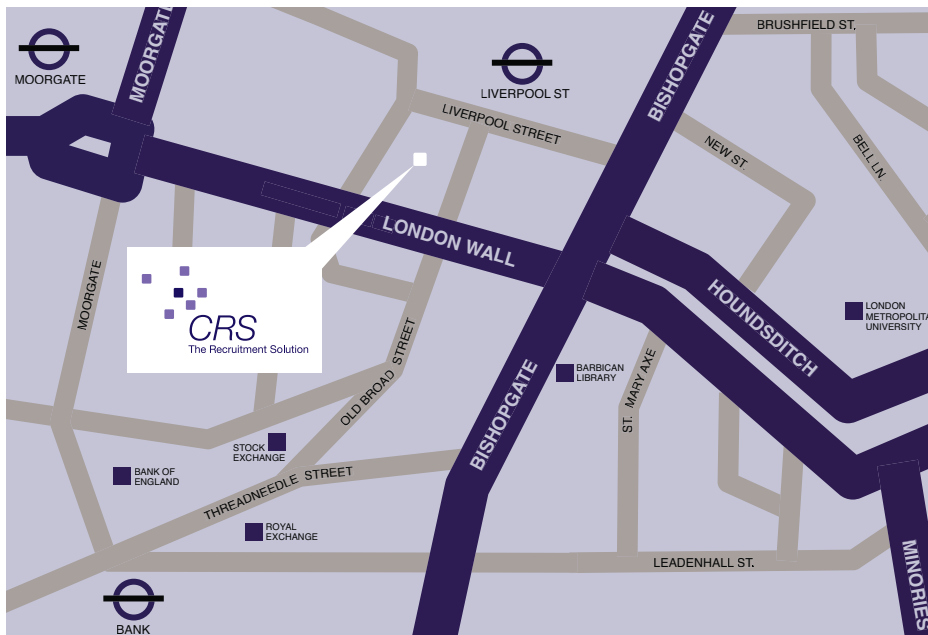 MOORGATE
MOORGATE
LIVERPOOL ST
BISHOPGATE
BRUSHFIELD ST.
LIVERPOOL STREET
NEW ST.
BELL LN
LONDON WALL
MOORGATE
CRS
The Recruitment Solution
HOUNDSDITCH
LONDON
METROPOLITA
UNIVERSITY
OLD BROAD STREET
BISHOPGATE
BARBICAN
LIBRARY
ST. MARY AXE
STOCK
EXCHANGE
BANK OF
ENGLAND
THREADNEEDLE STREET
ROYAL
EXCHANGE
LEADENHALL ST.
MINORIES
BANK